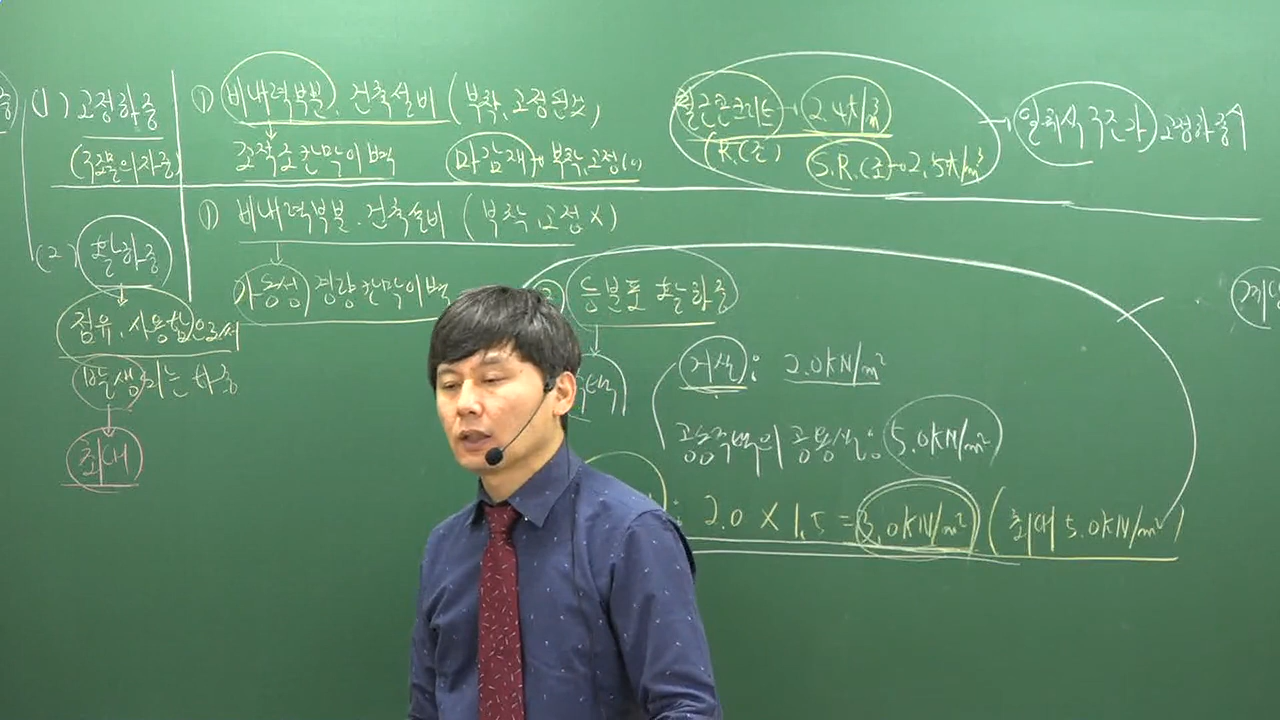 (1) 고정하중
① 비내력부분, 건축설비 (부착, 고정된 것)
(구조물의 자중)
조적조 칸막이벽
마감재→부착, 고정(o)
철근콘크리트 → 2.4t/㎥
(R.C조)
S.R.C조→2.5t/㎥
→ 일취식 구조가 고정하중↑
① 비내력부분·건축설비 (부착, 고정 X)
(2) 활하중
가동성 경량칸막이벽
② 등분포 활하중
점유, 사용함으로서
발생되는 하중
최대
거실 : 2.0kN/㎡
공동주택의 공용실 : 5.0kN/㎡
: 2.0 X 1.5 = 3.0kN/㎡ (최대 5.0kN/㎡)